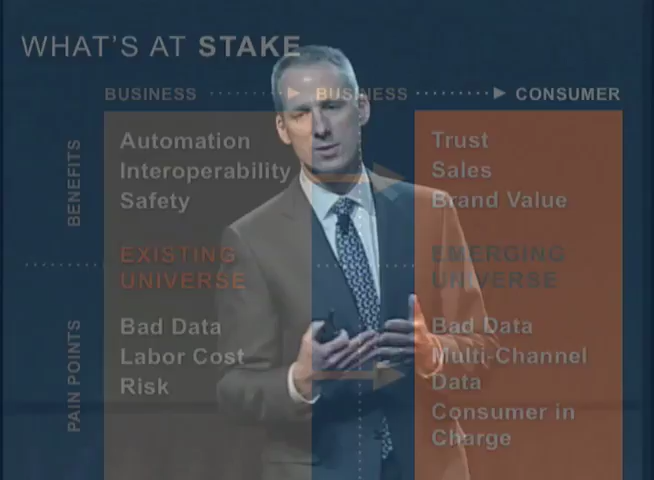 WHAT'S AT STAKE
BUSINESS BUSINESS CONSUMER
BENEFITS
Automation
Interoperability
Safety
Trust
Sales
Brand Value
EXISTING
UNIVERSE
EMERGING
UNIVERSE
PAIN POINTS
Bad Data
Labor Cost
Risk
Bad Data
Multi-Channel
Data
Consumer in
Charge